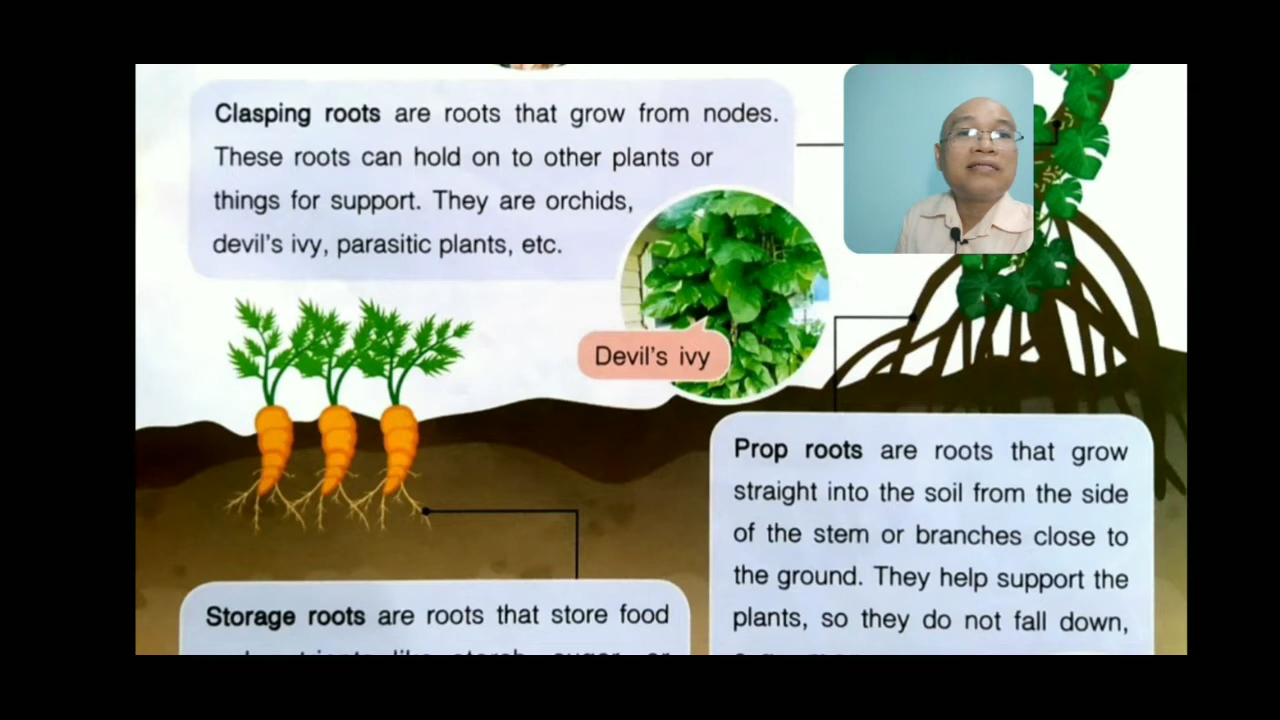 Clasping roots are roots that grow from nodes.
These roots can hold on to other plants or
things for support. They are orchids,
devil's ivy, parasitic plants, etc.
Devil's ivy
Prop roots are roots that grow
straight into the soil from the side
of the stem or branches close to
the ground. They help support the
plants, so they do not fall down,
Storage roots are roots that store food